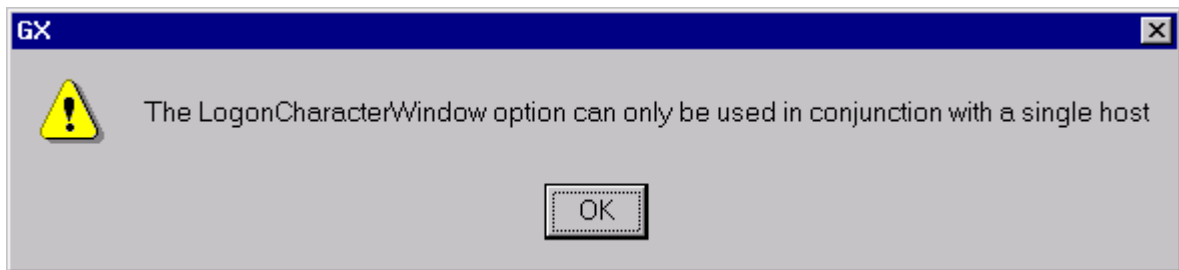 GX
The LogonCharacterWindow option can only be used in conjunction with a single host
OK